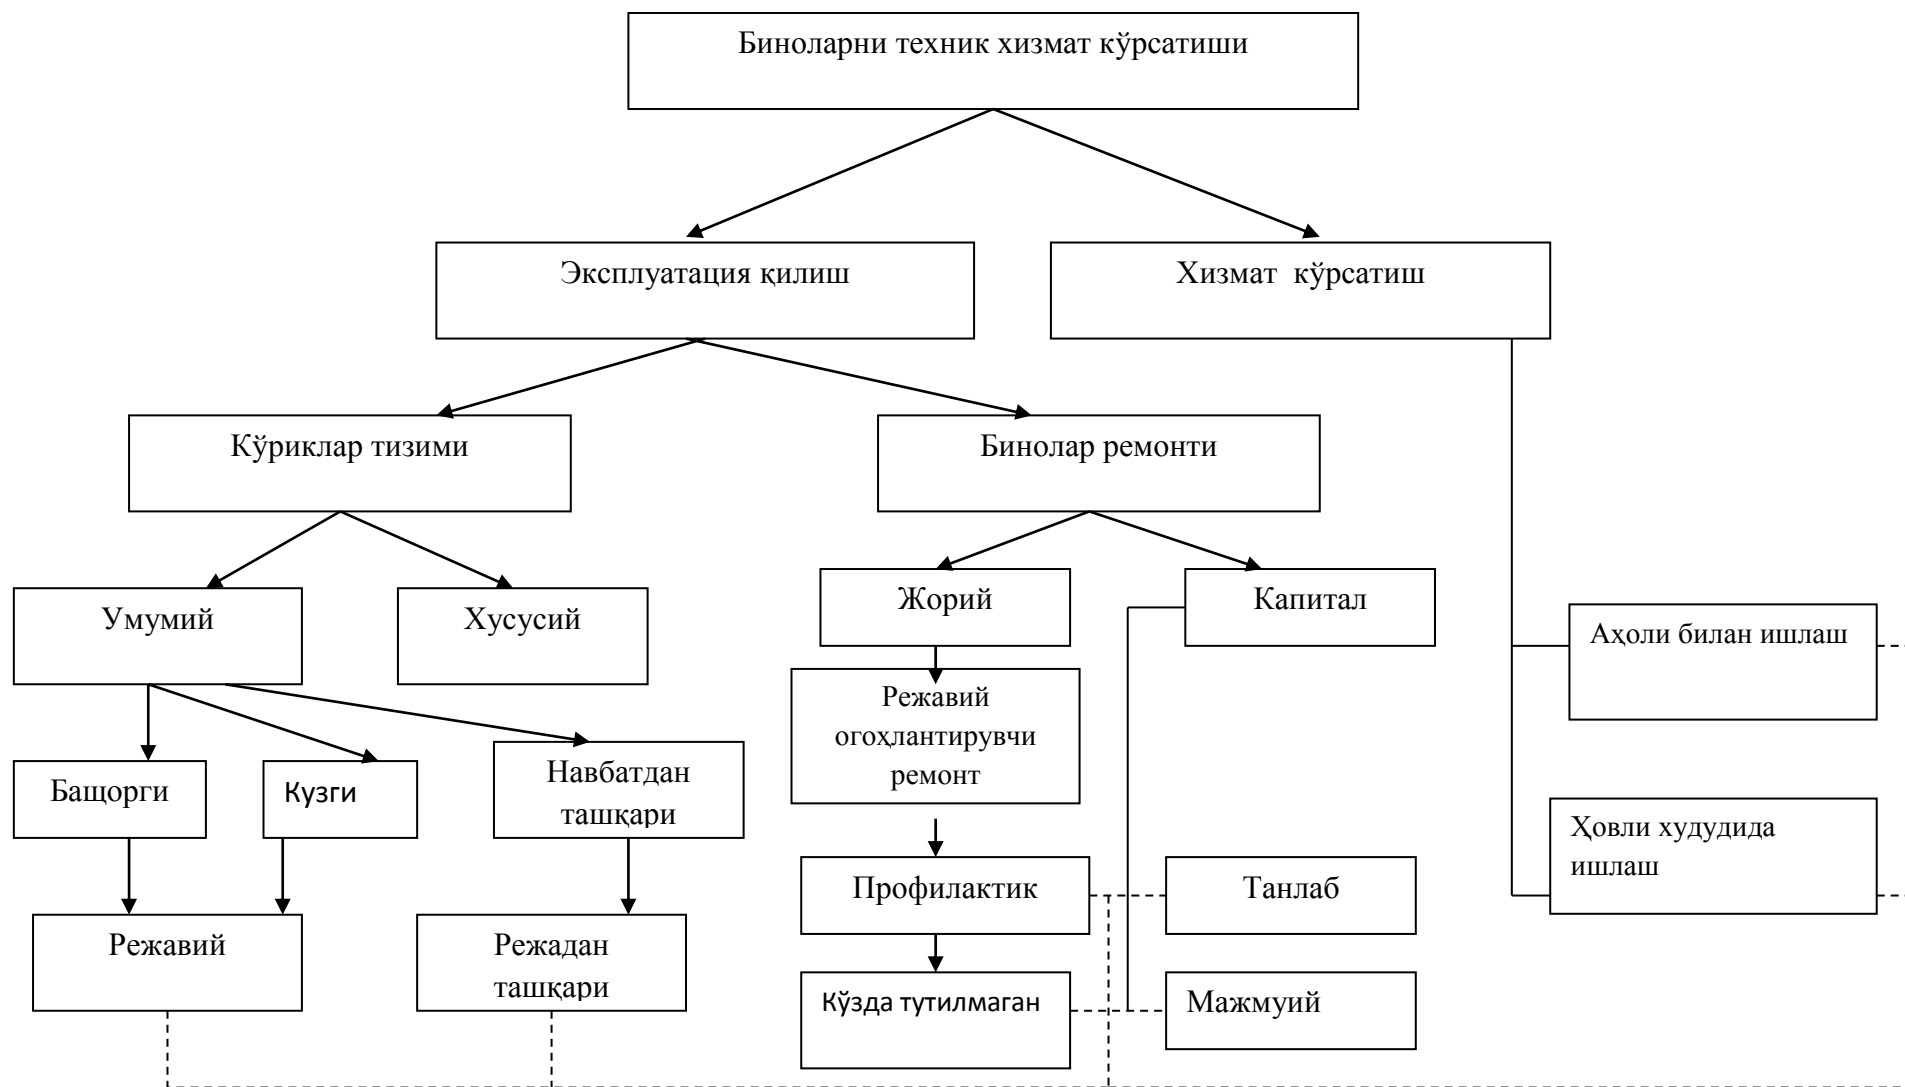 Биноларни техник хизмат кўрсатиши
Эксплуатация қилиш
Хизмат кўрсатиш
Кўриклар тизими
Бинолар ремонти
Умумий
Хусусий
Жорий
Капитал
Аҳоли билан ишлаш
Режавий
огоҳлантирувчи
ремонт
Бащорги
Кузги
Навбатдан
ташқари
Ҳовли худудида
ишлаш
Профилактик
Танлаб
Режавий
Режадан
ташқари
Кўзда тутилмаган
Мажмуий